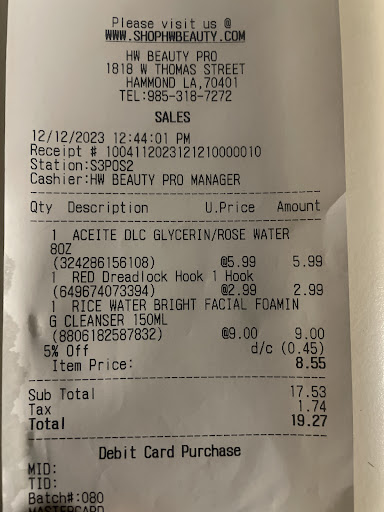 Please visit us @
WWW.SHOPHWBEAUTY.COM
HW BEAUTY PRO
1818 W THOMAS STREET
HAMMOND LA,70401
TEL:985-318-7272
SALES
12/12/2023 12:44:01 PM
Receipt # 1004112023121210000010
Station:S3POS2
Cashier:HW BEAUTY PRO MANAGER
Qty Description U.Price Amount
1 ACEITE DLC GLYCERIN/ROSE WATER
8OZ
(324286156108) @5.99 5.99
1 RED Dreadlock Hook 1 Hook
(649674073394) @2.99 2.99
1 RICE WATER BRIGHT FACIAL FOAMIN
G CLEANSER 150ML
(8806182587832) @9.00 9.00
5% Off d/c (0.45)
Item Price: 8.55
Sub Total 17.53
Tax 1.74
Total 19.27
Debit Card Purchase
MID:
TID:
Batch#:080
MASTERCARD